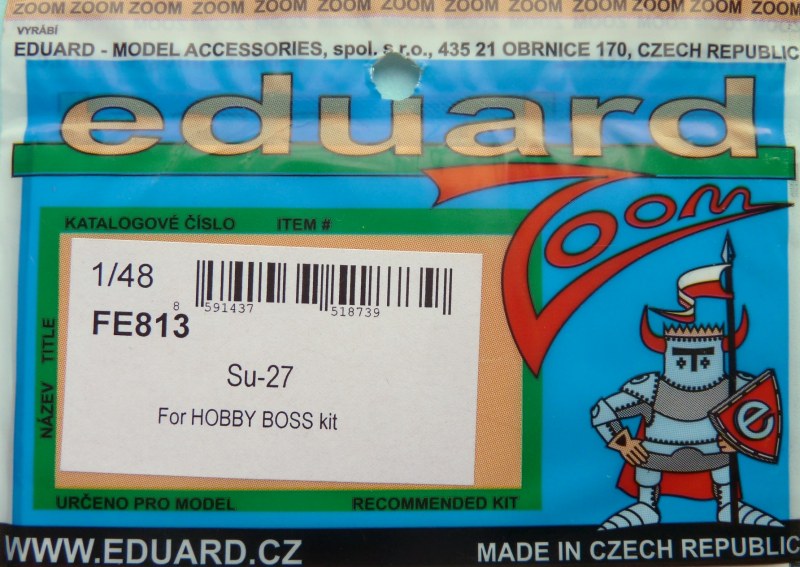 ZOOM ZOOM ZOOM ZOOM ZOOM ZOOM ZOOM ZOOM ZOOM ZOOM
VYRÁBÍ
EDUARD - MODEL ACCESSORIES, spol. s r.o., 435 21 OBRNICE 170, CZECH REPUBLIC
eduard
Zoom
KATALOGOVÉ ČÍSLO ITEM #
1/48
8 591437 518739
FE813
Su-27
For HOBBY BOSS kit
NÁZEV TITLE
e
URČENO PRO MODEL RECOMMENDED KIT
WWW.EDUARD.CZ MADE IN CZECH REPUBLIC